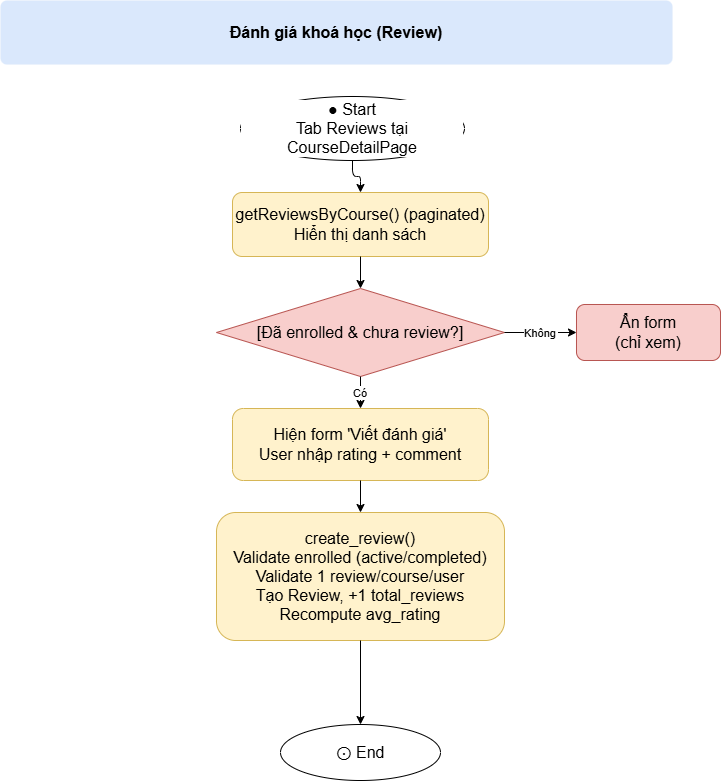 Đánh giá khoá học (Review)
● Start
Tab Reviews tại
CourseDetailPage
getReviewsByCourse() (paginated)
Hiển thị danh sách
[Đã enrolled & chưa review?]
Không
Ẩn form
(chỉ xem)
Có
Hiện form 'Viết đánh giá'
User nhập rating + comment
create_review()
Validate enrolled (active/completed)
Validate 1 review/course/user
Tạo Review, +1 total_reviews
Recompute avg_rating
⊙ End